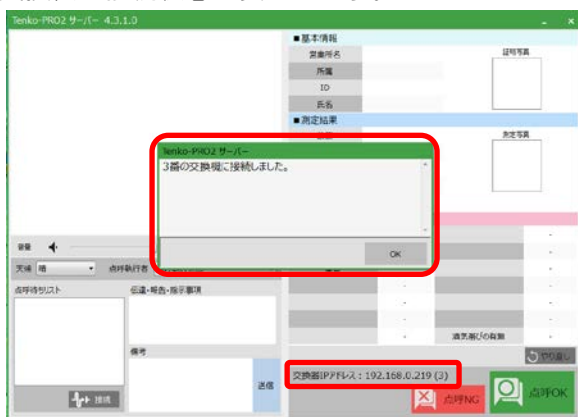 Tenko-PRO2 サーバー 4.3.1.0
■基本情報
営業所名
証明写真
所属
ID
氏名
■測定結果
測定写真
Tenko-PRO2 サーバー
3番の交換機に接続しました。
OK
音量
天候 晴
点呼執行者
点呼待ちリスト
伝達・報告・指示事項
備考
接続
送信
酒気帯びの有無
やり直し
交換器IPアドレス:192.168.0.219 (3)
点呼NG
点呼OK